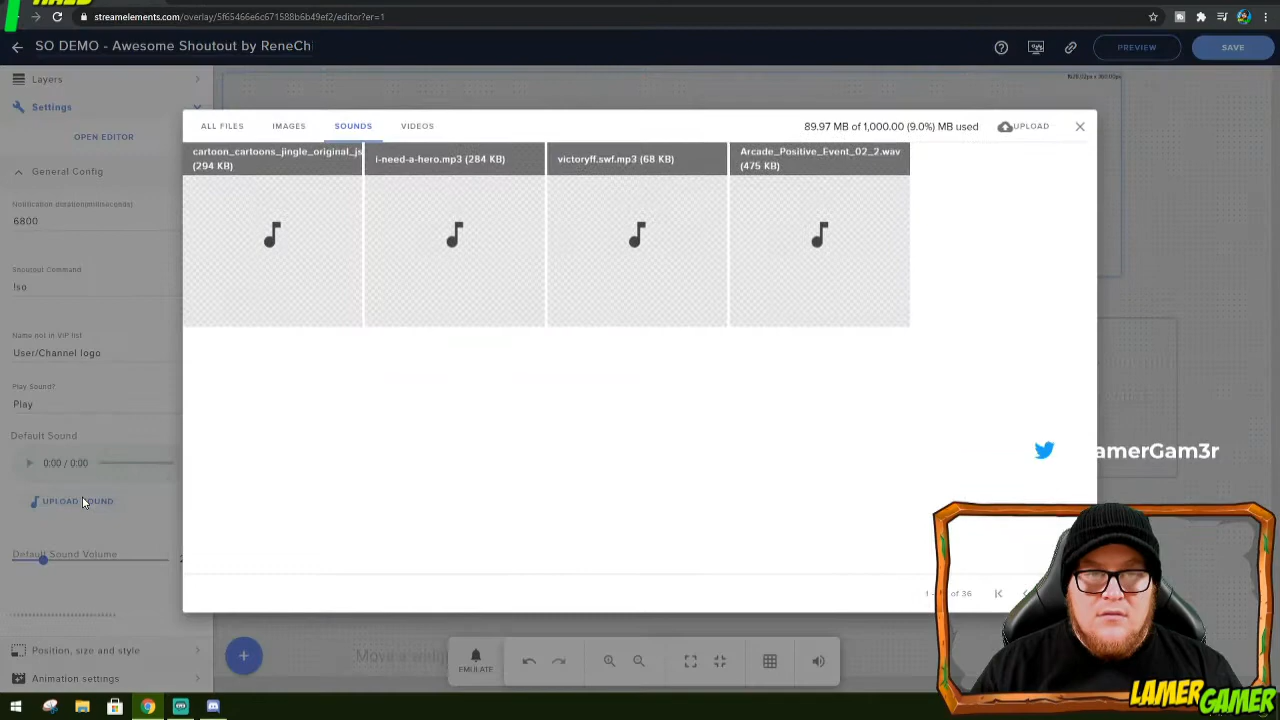 streamelements.com/overlay/5f65466e6c671588b6b49ef2/editor?er=1
SO DEMO - Awesome Shoutout by ReneCh
PREVIEW
SAVE
Layers
Settings
OPEN EDITOR
General Config
Notification duration(milliseconds)
6800
Shoutout Command
!so
Name not in VIP list
User/Channel logo
Play Sound?
Play
Default Sound
0:00 / 0:00
UPLOAD SOUND
Default Sound Volume
Position, size and style
Animation settings
ALL FILES
IMAGES
SOUNDS
VIDEOS
89.97 MB of 1,000.00 (9.0%) MB used
UPLOAD
cartoon_cartoons_jingle_original_js
(294 KB)
i-need-a-hero.mp3 (284 KB)
victoryff.swf.mp3 (68 KB)
Arcade_Positive_Event_02_2.wav
(475 KB)
of 36
EMULATE
amerGam3r
LAMERGAMER